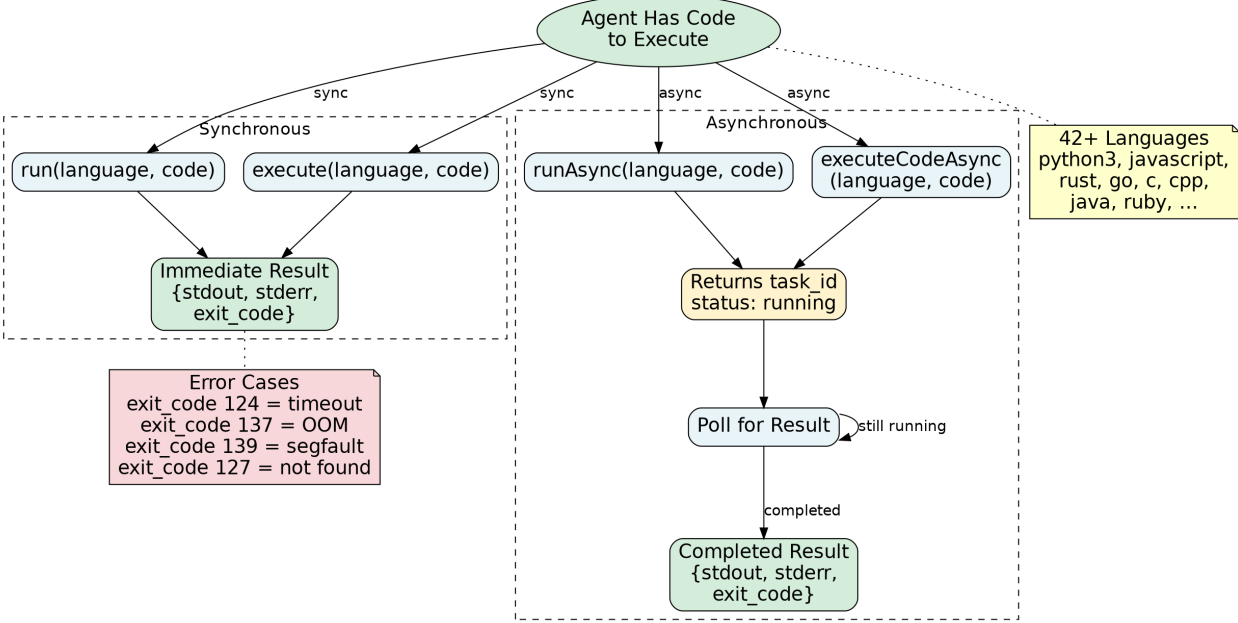 Agent Has Code
to Execute
sync
sync
async
async
Synchronous
Asynchronous
run(language, code)
execute(language, code)
runAsync(language, code)
executeCodeAsync
(language, code)
42+ Languages
python3, javascript,
rust, go, c, cpp,
java, ruby, ...
Immediate Result
{stdout, stderr,
exit_code}
Returns task_id
status: running
Error Cases
exit_code 124 = timeout
exit_code 137 = OOM
exit_code 139 = segfault
exit_code 127 = not found
Poll for Result
still running
completed
Completed Result
{stdout, stderr,
exit_code}